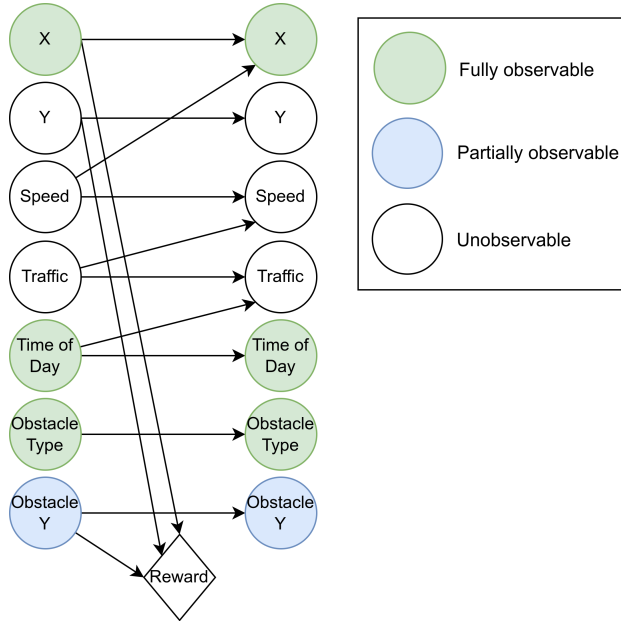 X
X
Y
Y
Speed
Speed
Traffic
Traffic
Time of
Day
Time of
Day
Obstacle
Type
Obstacle
Type
Obstacle
Y
Obstacle
Y
Reward
Fully observable
Partially observable
Unobservable